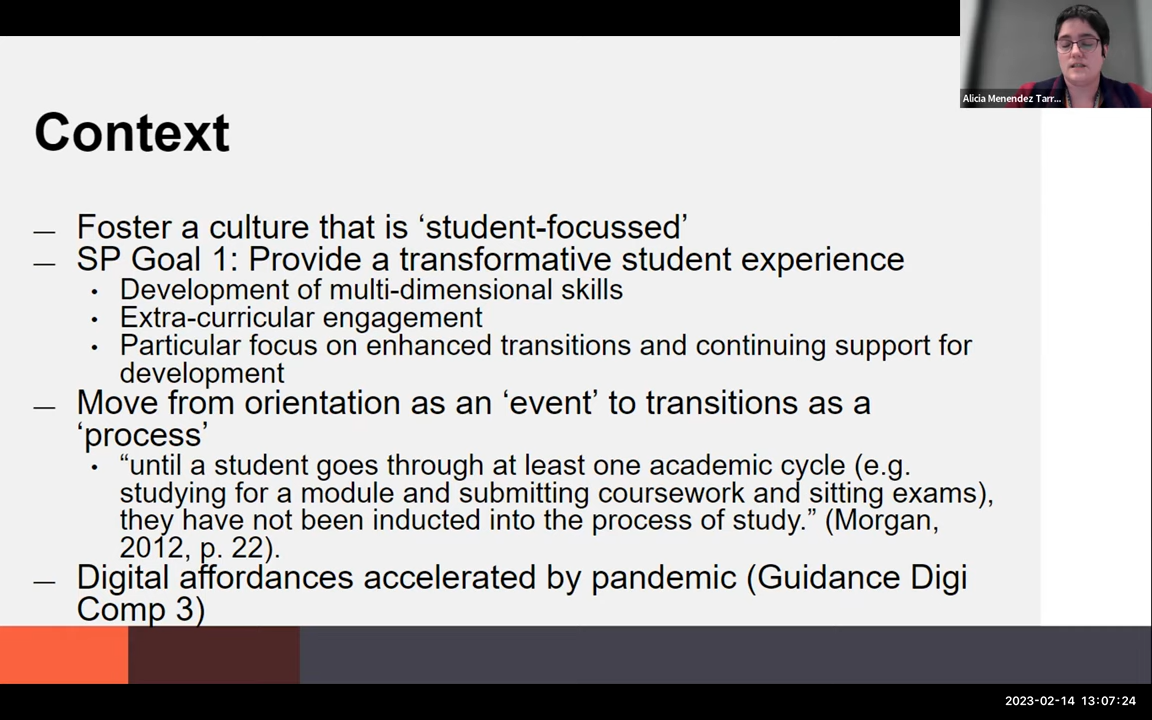 Alicia Menendez Tarr...
Context
— Foster a culture that is ‘student-focussed’
— SP Goal 1: Provide a transformative student experience
• Development of multi-dimensional skills
• Extra-curricular engagement
• Particular focus on enhanced transitions and continuing support for
development
— Move from orientation as an ‘event’ to transitions as a
‘process’
• “until a student goes through at least one academic cycle (e.g.
studying for a module and submitting coursework and sitting exams),
they have not been inducted into the process of study.” (Morgan,
2012, p. 22).
— Digital affordances accelerated by pandemic (Guidance Digi
Comp 3)
2023-02-14 13:07:24